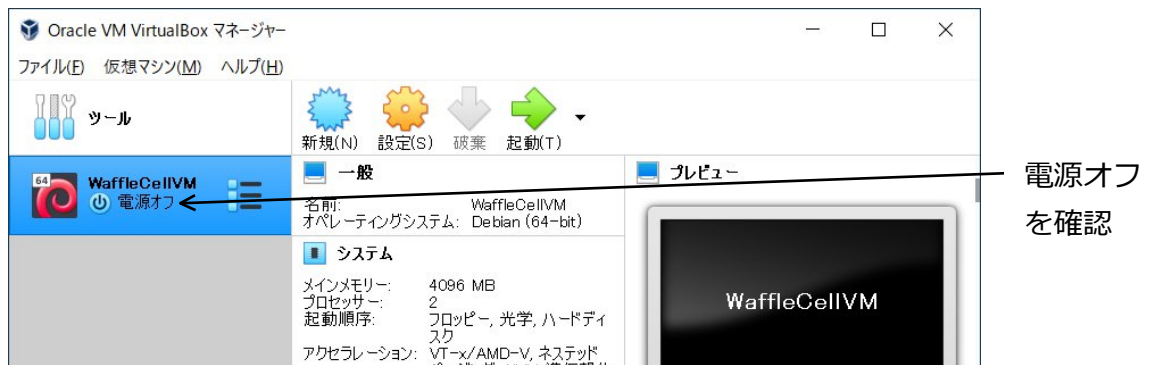 Oracle VM VirtualBox マネージャー
ファイル(F) 仮想マシン(M) ヘルプ(H)
ツール
新規(N) 設定(S) 破棄 起動(T)
64
WaffleCellVM
電源オフ
一般
名前: WaffleCellVM
オペレーティングシステム: Debian (64-bit)
システム
メインメモリー: 4096 MB
プロセッサー: 2
起動順序: フロッピー, 光学, ハードディ
スク
アクセラレーション: VT-x/AMD-V, ネステッド
プレビュー
WaffleCellVM
電源オフ
を確認